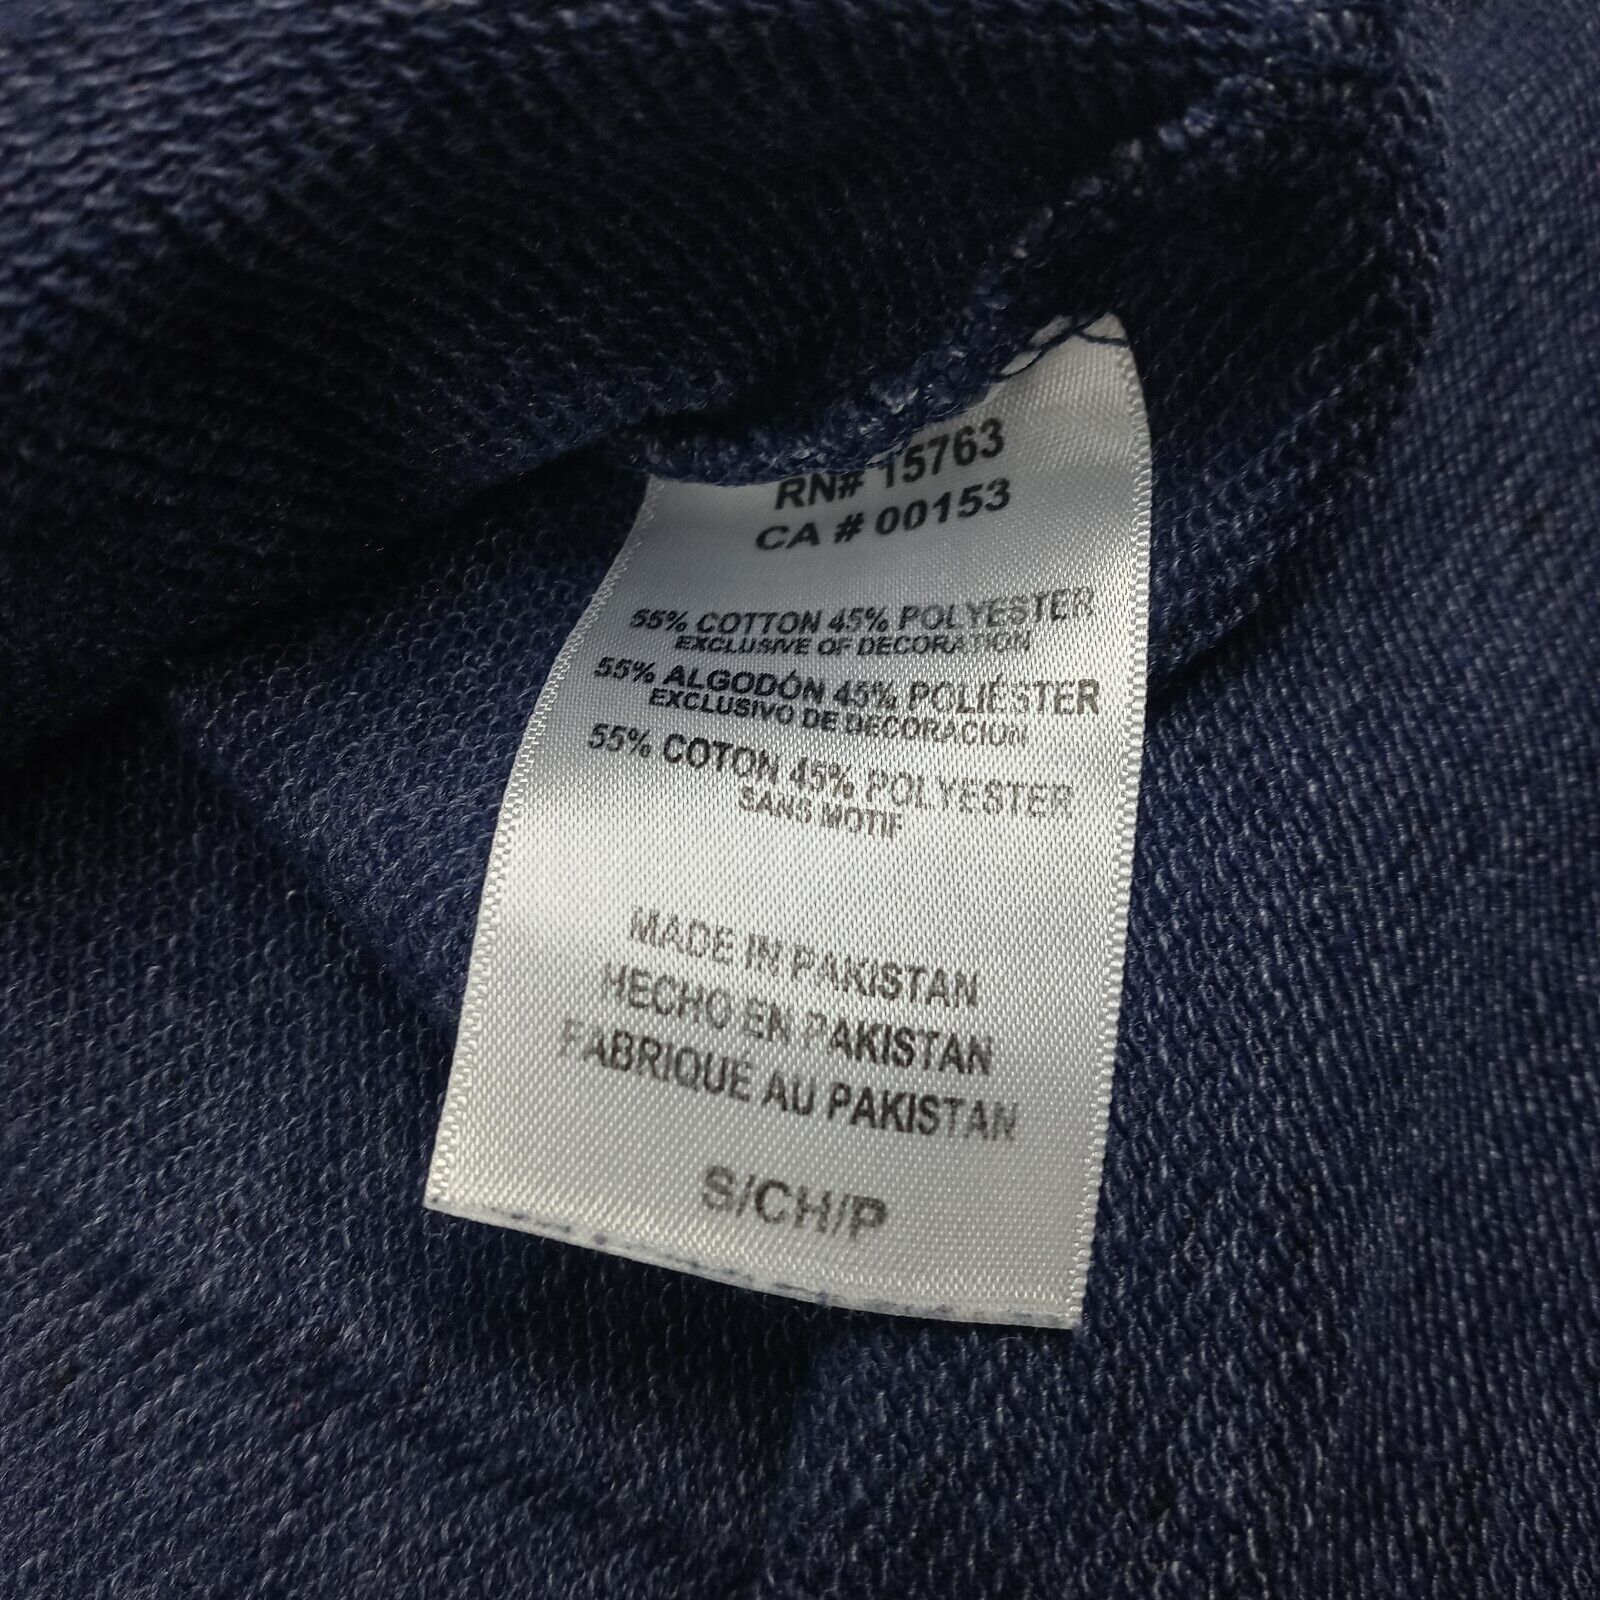 RN# 15763
CA # 00153
55% COTTON 45% POLYESTER
EXCLUSIVE OF DECORATION
55% ALGODÓN 45% POLIÉSTER
EXCLUSIVO DE DECORACIÓN
55% COTON 45% POLYESTER
SANS MOTIF
MADE IN PAKISTAN
HECHO EN PAKISTAN
FABRIQUE AU PAKISTAN
S/CH/P